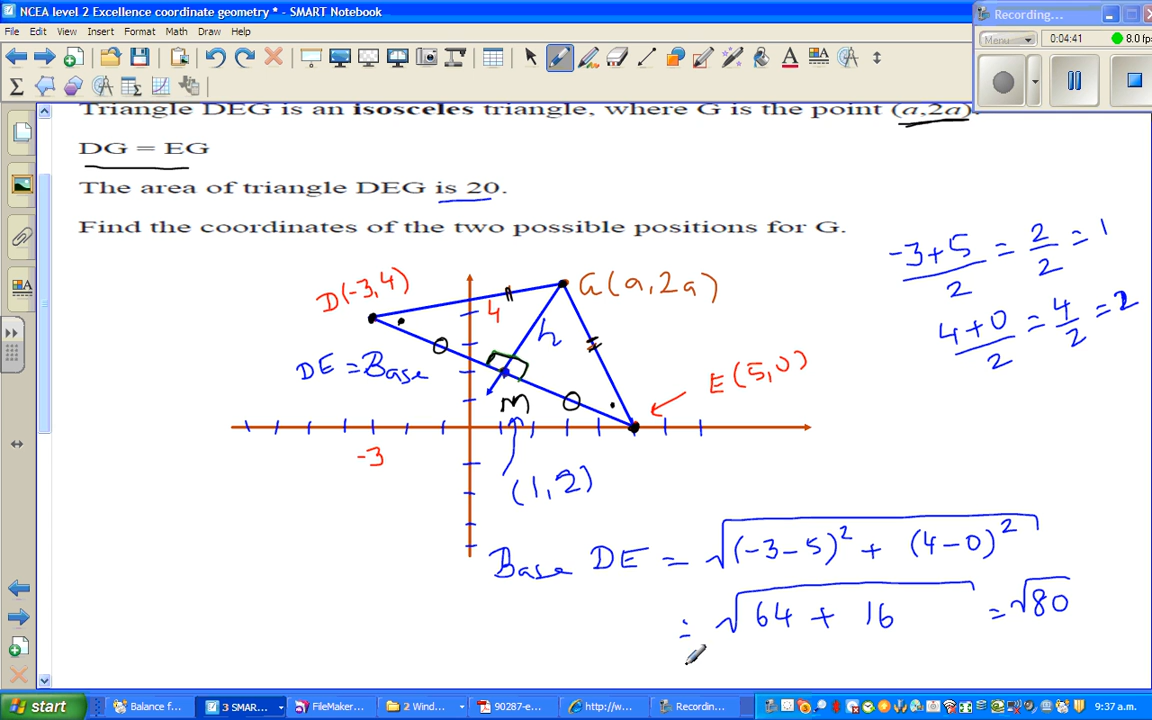 NCEA level 2 Excellence coordinate geometry * - SMART Notebook
Recording...
File Edit View Insert Format Math Draw Help
Menu
0:04:41
8.0 fp
Triangle DEG is an isosceles triangle, where G is the point (a,2a)
DG = EG
The area of triangle DEG is 20.
Find the coordinates of the two possible positions for G.
-3+5/2 = 2/2 = 1
4+0/2 = 4/2 = 2
D(-3,4)
G(a,2a)
4
h
DE = Base
E(5,0)
m
-3
(1,2)
Base DE = √(-3-5)² + (4-0)²
= √64 + 16 = √80
start
Balance f...
3 SMAR...
FileMaker...
2 Wind...
90287-e...
http://w...
Recordin...
9:37 a.m.